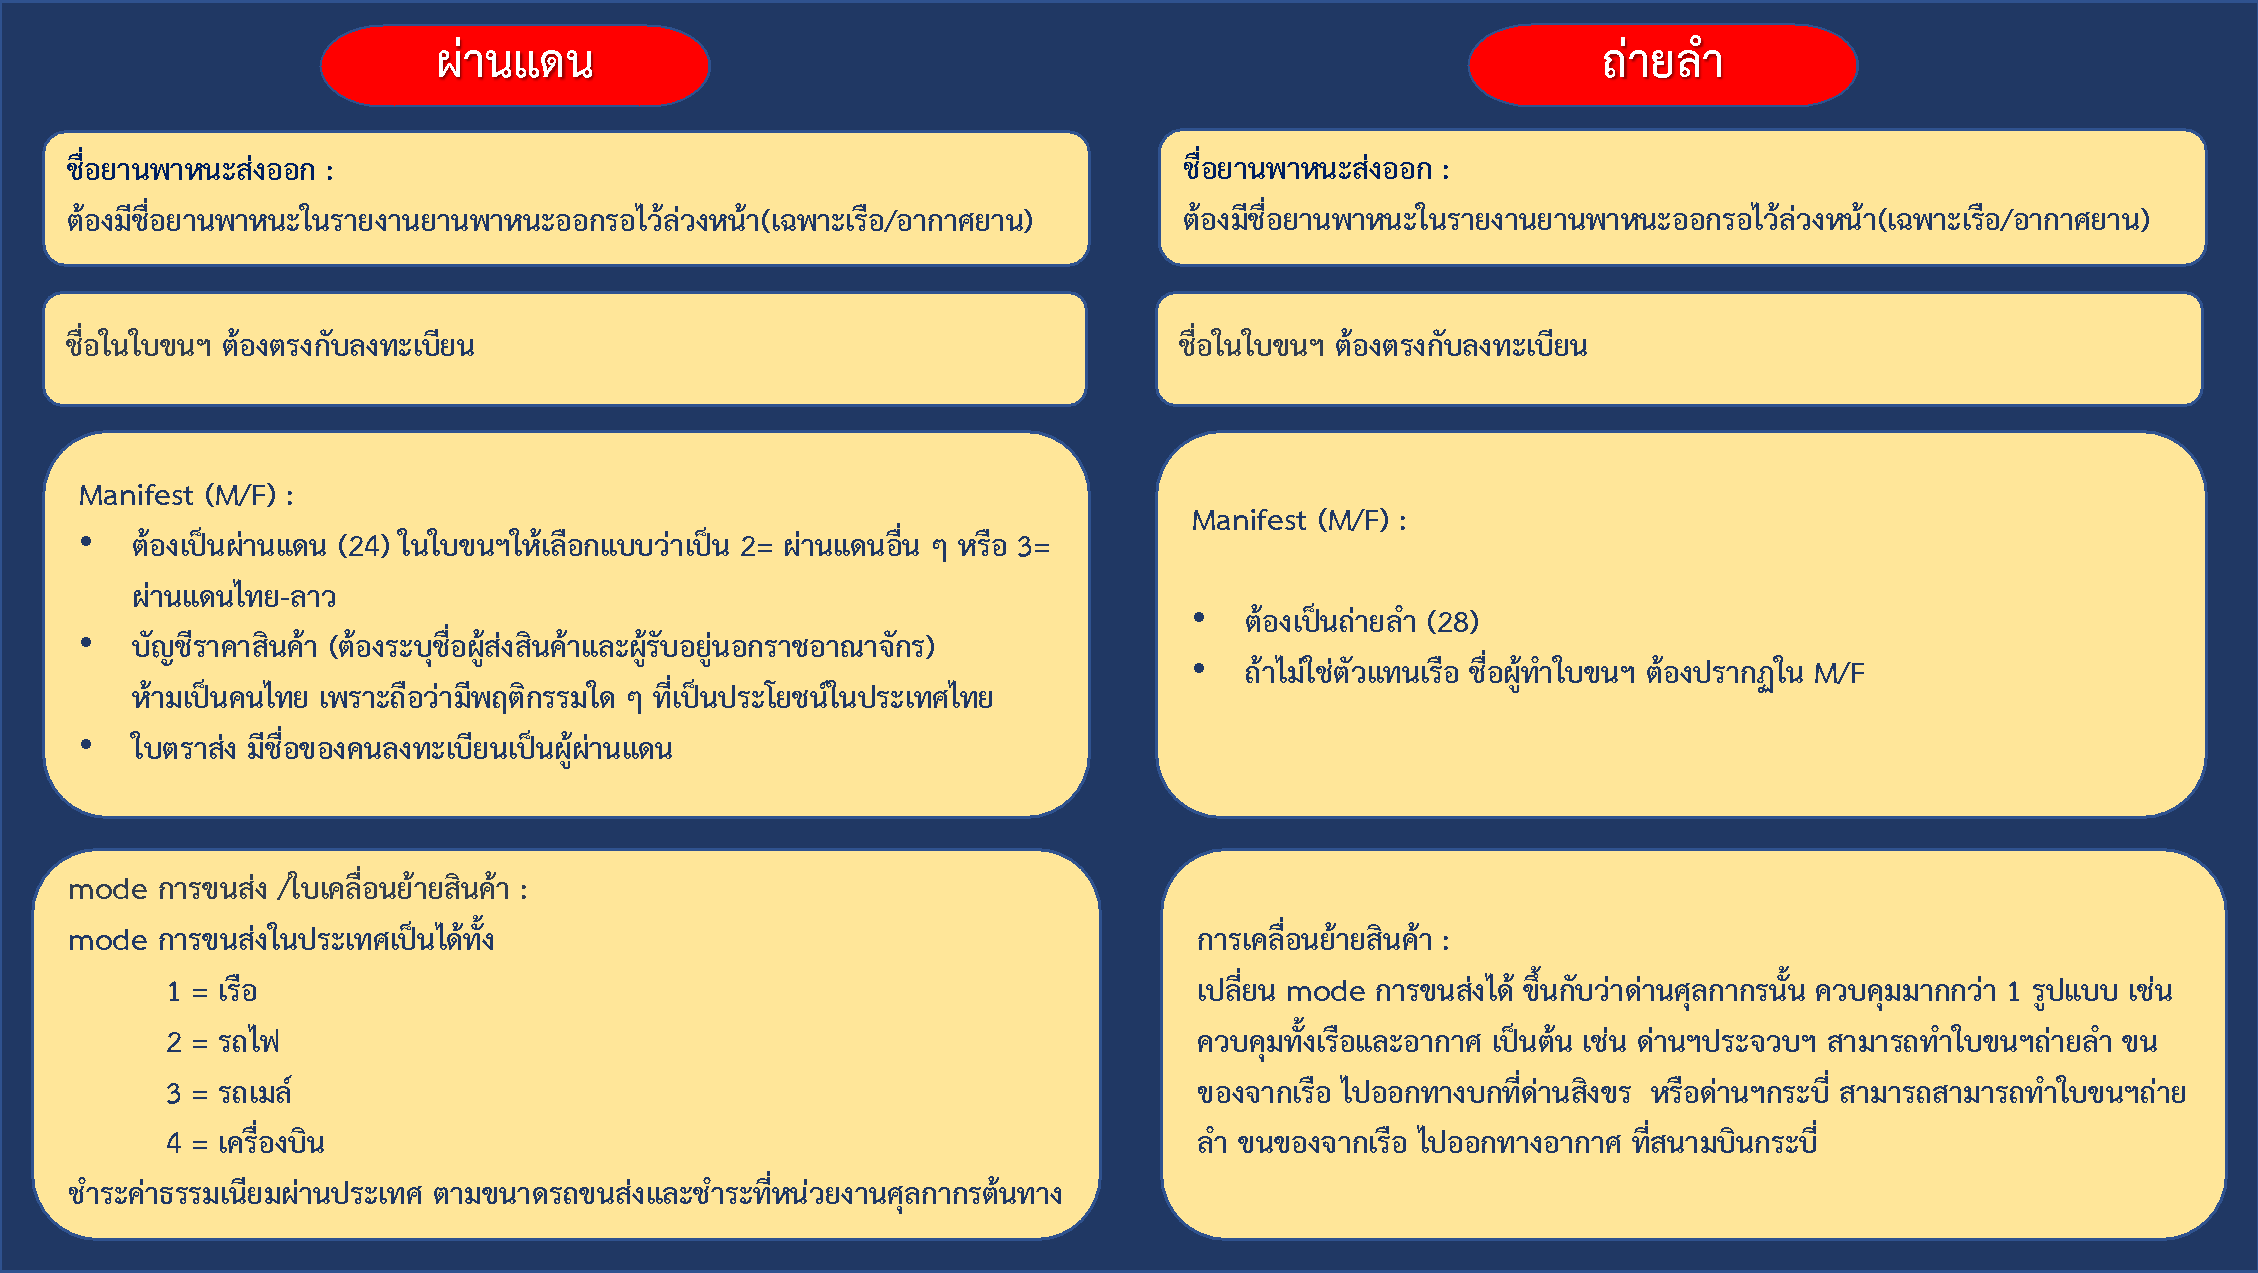 ผ่านแดน
ชื่อยานพาหนะส่งออก :
ต้องมีชื่อยานพาหนะในรายงานยานพาหนะออกรอไว้ล่วงหน้า(เฉพาะเรือ/อากาศยาน)
ชื่อในใบขนฯ ต้องตรงกับลงทะเบียน
Manifest (M/F) :
• ต้องเป็นผ่านแดน (24) ในใบขนฯให้เลือกแบบว่าเป็น 2= ผ่านแดนอื่น ๆ หรือ 3=
ผ่านแดนไทย-ลาว
• บัญชีราคาสินค้า (ต้องระบุชื่อผู้ส่งสินค้าและผู้รับอยู่นอกราชอาณาจักร)
ห้ามเป็นคนไทย เพราะถือว่ามีพฤติกรรมใด ๆ ที่เป็นประโยชน์ในประเทศไทย
• ใบตราส่ง มีชื่อของคนลงทะเบียนเป็นผู้ผ่านแดน
mode การขนส่ง /ใบเคลื่อนย้ายสินค้า :
mode การขนส่งในประเทศเป็นได้ทั้ง
1 = เรือ
2 = รถไฟ
3 = รถเมล์
4 = เครื่องบิน
ชำระค่าธรรมเนียมผ่านประเทศ ตามขนาดรถขนส่งและชำระที่หน่วยงานศุลกากรต้นทาง
ถ่ายลำ
ชื่อยานพาหนะส่งออก :
ต้องมีชื่อยานพาหนะในรายงานยานพาหนะออกรอไว้ล่วงหน้า(เฉพาะเรือ/อากาศยาน)
ชื่อในใบขนฯ ต้องตรงกับลงทะเบียน
Manifest (M/F) :
• ต้องเป็นถ่ายลำ (28)
• ถ้าไม่ใช่ตัวแทนเรือ ชื่อผู้ทำใบขนฯ ต้องปรากฏใน M/F
การเคลื่อนย้ายสินค้า :
เปลี่ยน mode การขนส่งได้ ขึ้นกับว่าด่านศุลกากรนั้น ควบคุมมากกว่า 1 รูปแบบ เช่น
ควบคุมทั้งเรือและอากาศ เป็นต้น เช่น ด่านฯประจวบฯ สามารถทำใบขนฯถ่ายลำ ขน
ของจากเรือ ไปออกทางบกที่ด่านสิงขร หรือด่านฯกระบี่ สามารถสามารถทำใบขนฯถ่าย
ลำ ขนของจากเรือ ไปออกทางอากาศ ที่สนามบินกระบี่